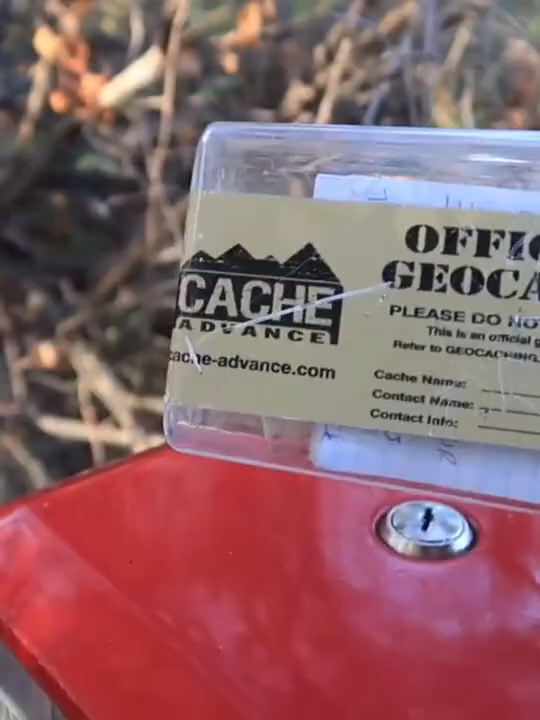 OFFIC
GEOCA
PLEASE DO NOT
This is an official g
Refer to GEOCACHING.
CACHE
ADVANCE
cache-advance.com
Cache Name:
Contact Name:
Contact Info: